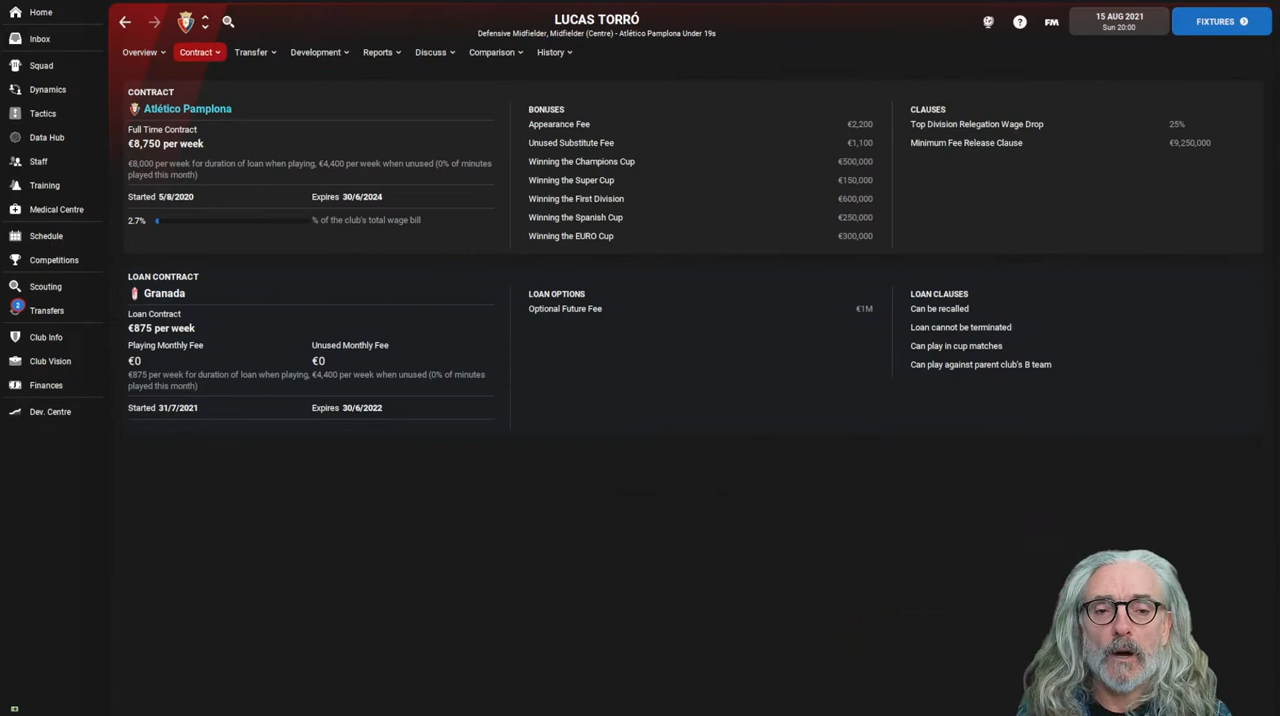 Home
Inbox
Squad
Dynamics
Tactics
Data Hub
Staff
Training
Medical Centre
Schedule
Competitions
Scouting
2
Transfers
Club Info
Club Vision
Finances
Dev. Centre
LUCAS TORRÓ
Defensive Midfielder, Midfielder (Centre) - Atlético Pamplona Under 19s
?
FM
15 AUG 2021
Sun 20:00
FIXTURES
Overview
Contract
Transfer
Development
Reports
Discuss
Comparison
History
CONTRACT
Atlético Pamplona
Full Time Contract
€8,750 per week
€8,000 per week for duration of loan when playing, €4,400 per week when unused (0% of minutes
played this month)
Started 5/8/2020 Expires 30/6/2024
2.7% % of the club's total wage bill
BONUSES
Appearance Fee €2,200
Unused Substitute Fee €1,100
Winning the Champions Cup €500,000
Winning the Super Cup €150,000
Winning the First Division €600,000
Winning the Spanish Cup €250,000
Winning the EURO Cup €300,000
CLAUSES
Top Division Relegation Wage Drop 25%
Minimum Fee Release Clause €9,250,000
LOAN CONTRACT
Granada
Loan Contract
€875 per week
Playing Monthly Fee Unused Monthly Fee
€0 €0
€875 per week for duration of loan when playing, €4,400 per week when unused (0% of minutes
played this month)
Started 31/7/2021 Expires 30/6/2022
LOAN OPTIONS
Optional Future Fee €1M
LOAN CLAUSES
Can be recalled
Loan cannot be terminated
Can play in cup matches
Can play against parent club's B team